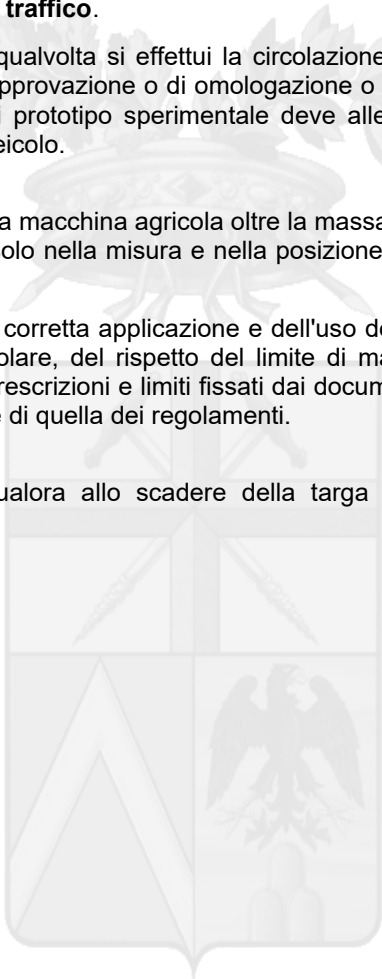 traffico.
qualvolta si effettui la circolazione
approvazione o di omologazione o
i prototipo sperimentale deve alle
eicolo.
a macchina agricola oltre la massa
solo nella misura e nella posizione
corretta applicazione e dell'uso de
olare, del rispetto del limite di ma
rescrizioni e limiti fissati dai docum
e di quella dei regolamenti.
ualora allo scadere della targa